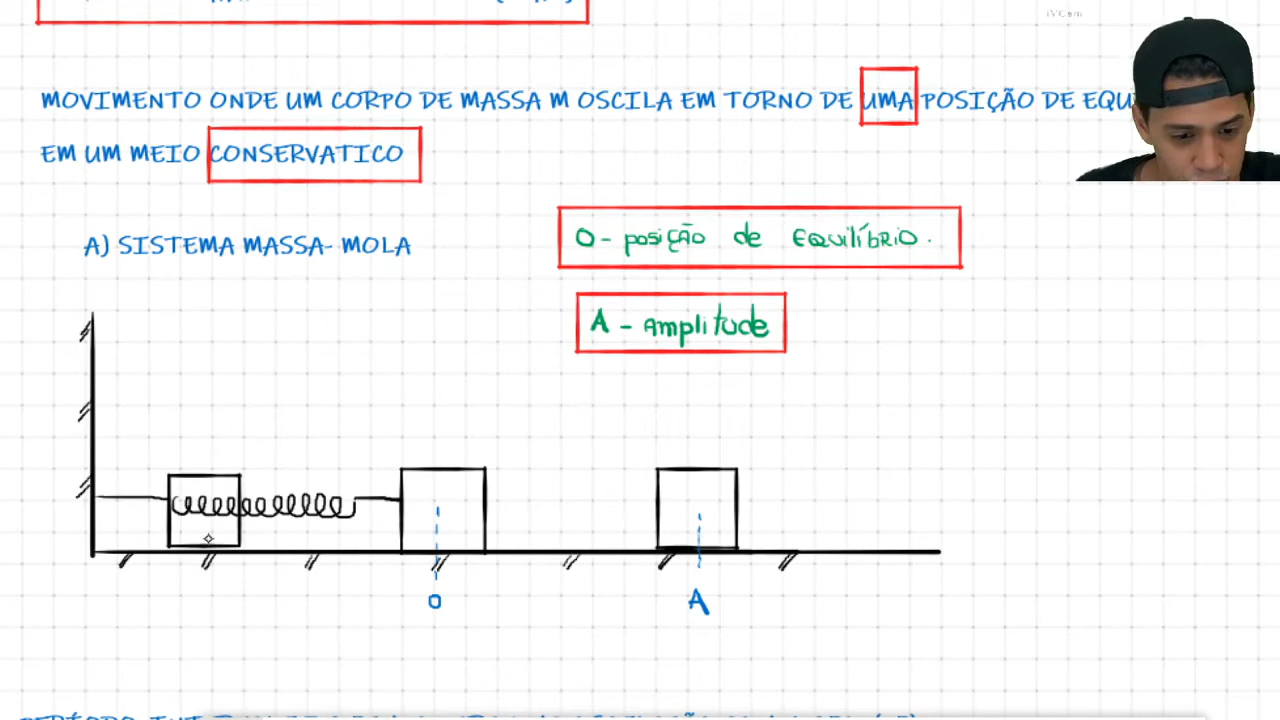 iVCam
MOVIMENTO ONDE UM CORPO DE MASSA M OSCILA EM TORNO DE UMA POSIÇÃO DE
EM UM MEIO CONSERVATICO
A) SISTEMA MASSA-MOLA
O - posição de EQUILÍBRIO.
A - Amplitude
O
A